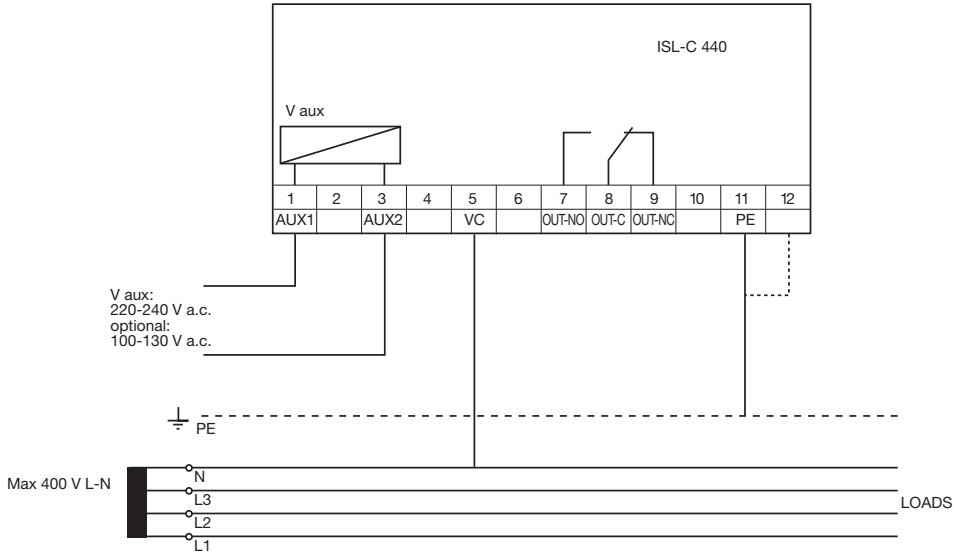 ISL-C 440
V aux
1 2 3 4 5 6 7 8 9 10 11 12
AUX1 AUX2 VC OUT-NO OUT-C OUT-NC PE
V aux:
220-240 V a.c.
optional:
100-130 V a.c.
PE
Max 400 V L-N
N
L3
L2
L1
LOADS